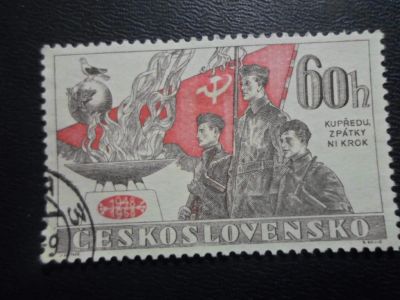 60h
KUPŘEDU,
ZPÁTKY
NI KROK
ČESKOSLOVENSKO